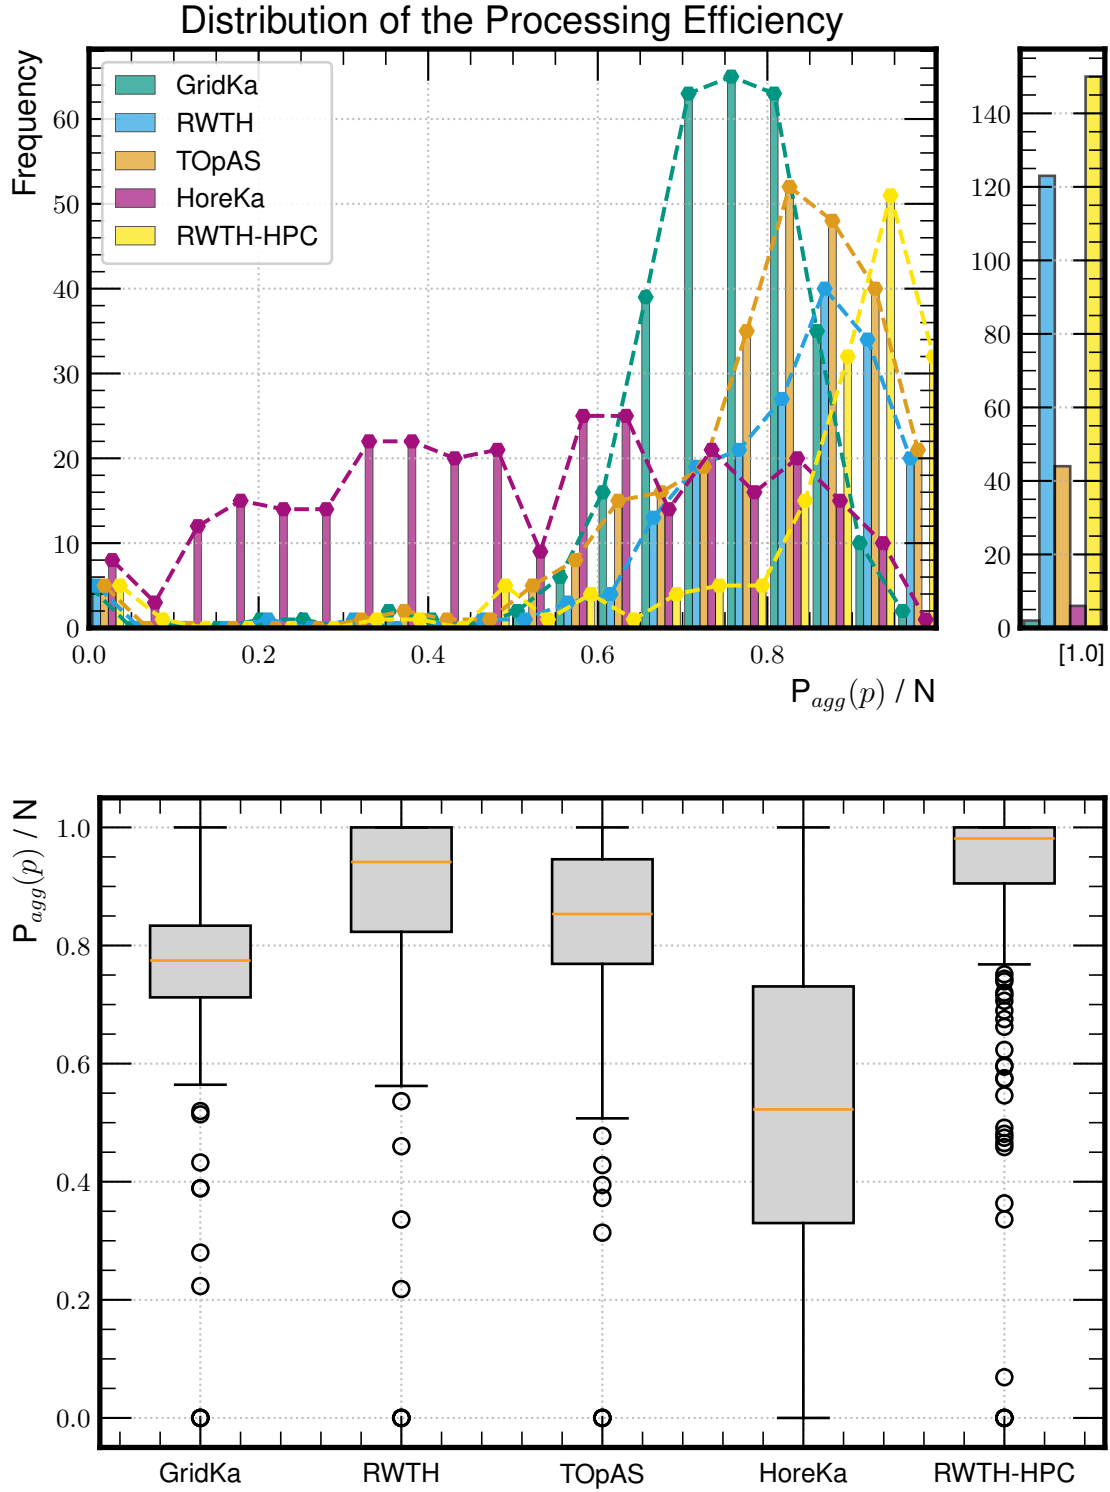 Distribution of the Processing Efficiency
Frequency
GridKa
RWTH
TOpAS
HoreKa
RWTH-HPC
60
50
40
30
20
10
0
0.0 0.2 0.4 0.6 0.8
P_agg(p) / N
140
120
100
80
60
40
20
0
[1.0]
P_agg(p) / N
1.0
0.8
0.6
0.4
0.2
0.0
GridKa RWTH TOpAS HoreKa RWTH-HPC